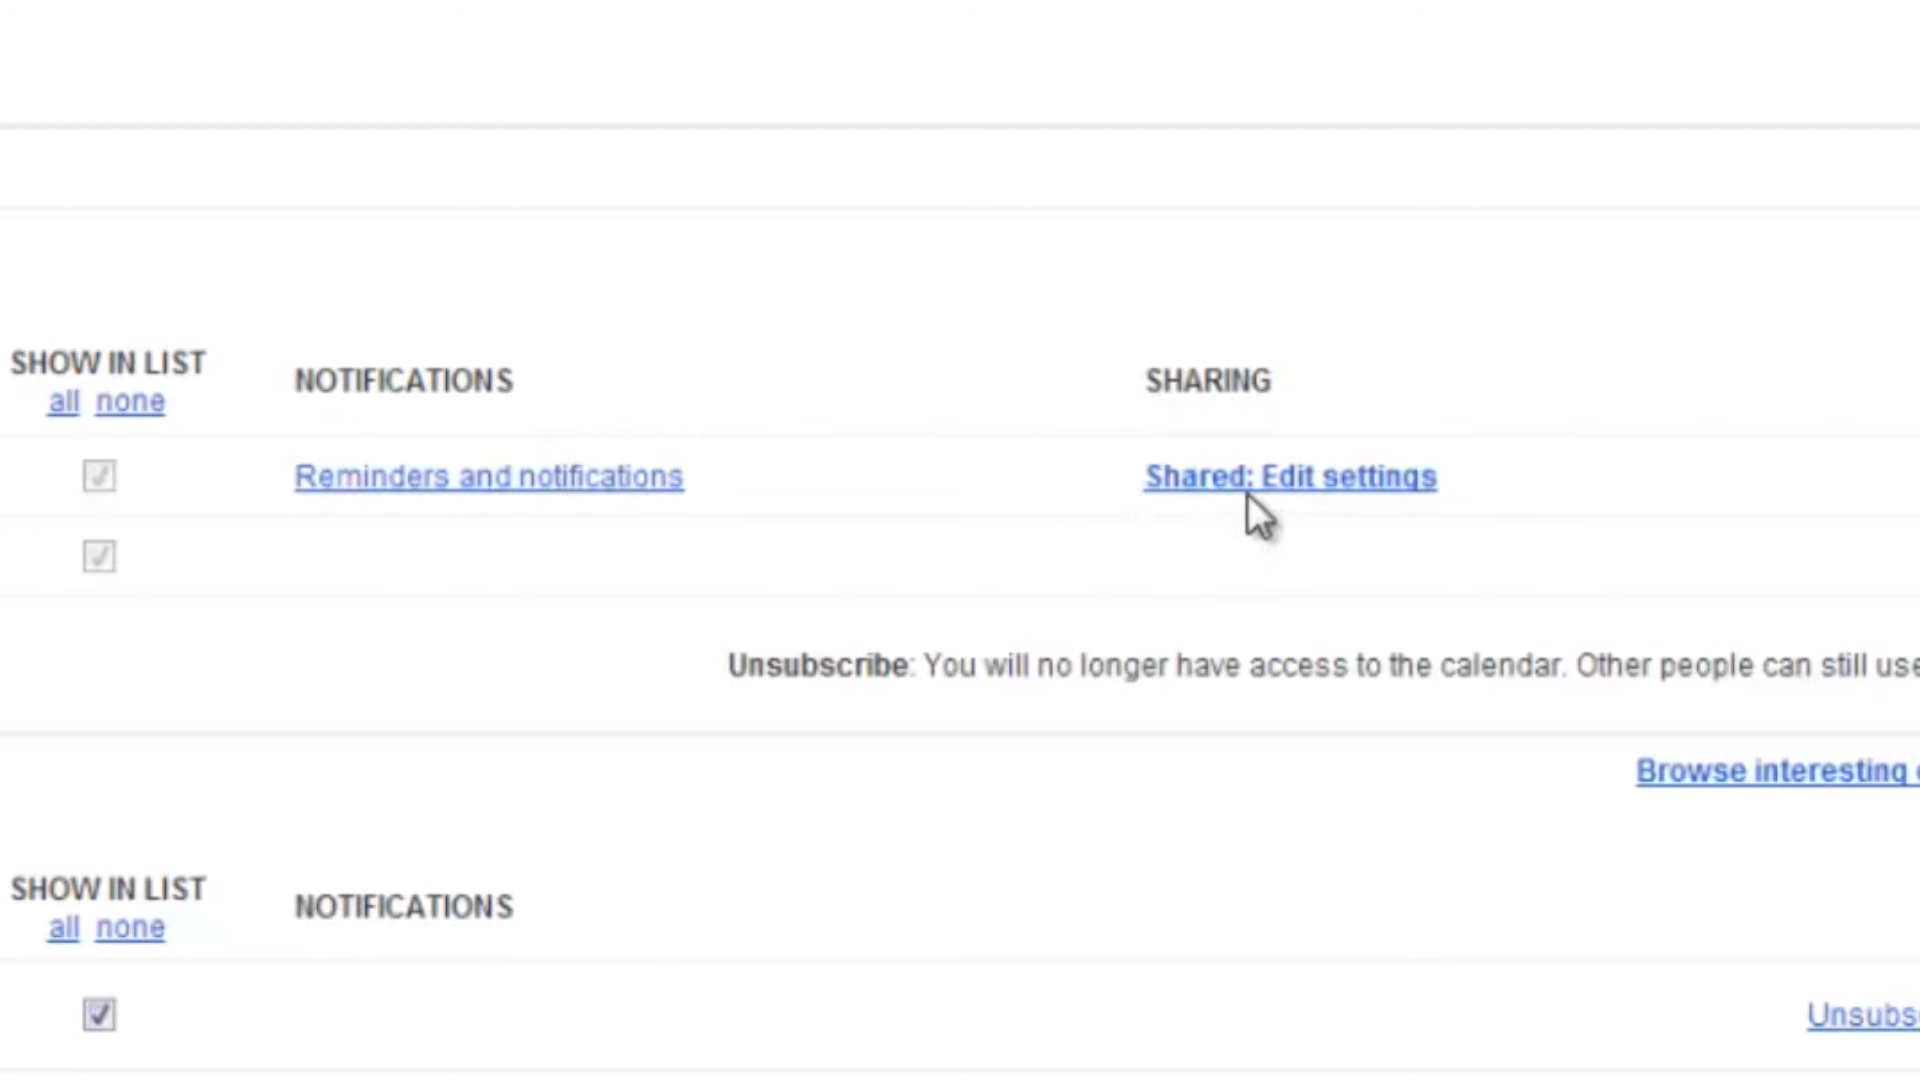 SHOW IN LIST
all none
NOTIFICATIONS
SHARING
Reminders and notifications
Shared: Edit settings
Unsubscribe: You will no longer have access to the calendar. Other people can still use
Browse interesting
SHOW IN LIST
all none
NOTIFICATIONS